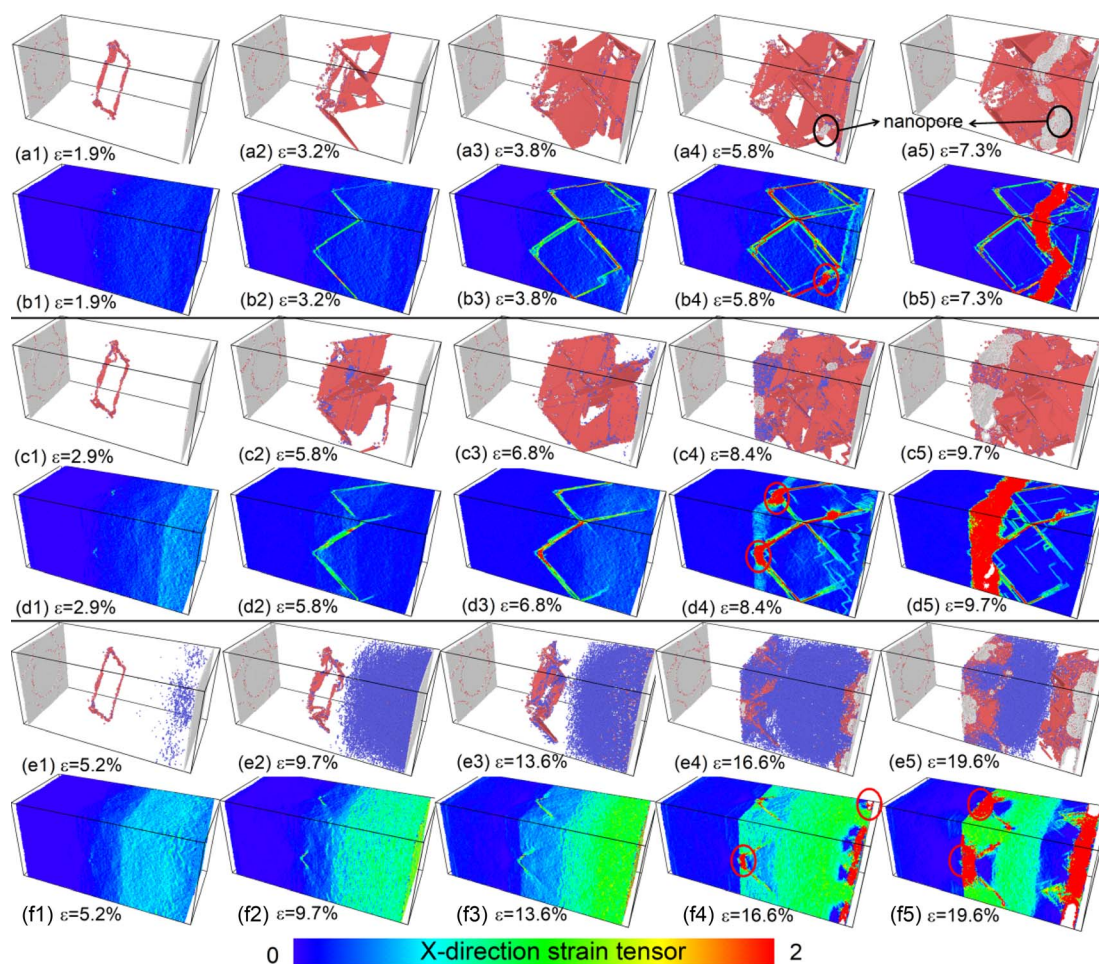 nanopore
(a1) ε=1.9%
(a2) ε=3.2%
(a3) ε=3.8%
(a4) ε=5.8%
(a5) ε=7.3%
(b1) ε=1.9%
(b2) ε=3.2%
(b3) ε=3.8%
(b4) ε=5.8%
(b5) ε=7.3%
(c1) ε=2.9%
(c2) ε=5.8%
(c3) ε=6.8%
(c4) ε=8.4%
(c5) ε=9.7%
(d1) ε=2.9%
(d2) ε=5.8%
(d3) ε=6.8%
(d4) ε=8.4%
(d5) ε=9.7%
(e1) ε=5.2%
(e2) ε=9.7%
(e3) ε=13.6%
(e4) ε=16.6%
(e5) ε=19.6%
(f1) ε=5.2%
(f2) ε=9.7%
(f3) ε=13.6%
(f4) ε=16.6%
(f5) ε=19.6%
0 X-direction strain tensor 2